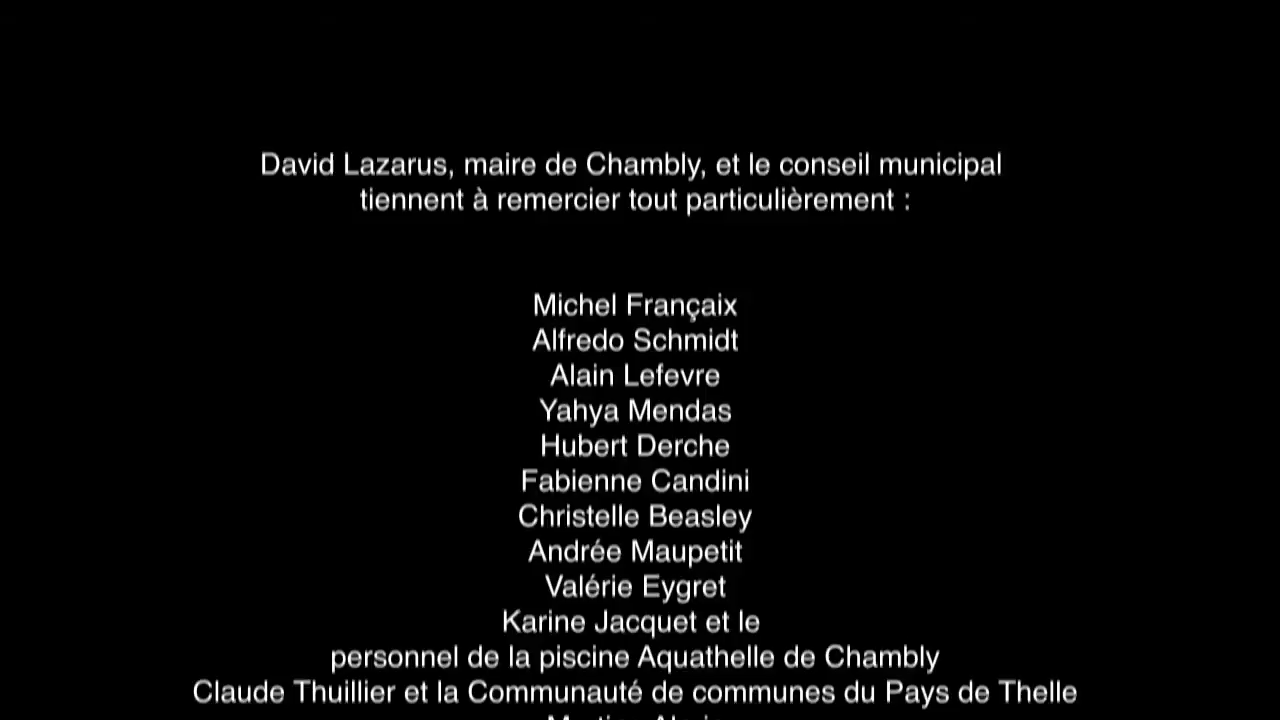 David Lazarus, maire de Chambly, et le conseil municipal
tiennent à remercier tout particulièrement :
Michel Françaix
Alfredo Schmidt
Alain Lefevre
Yahya Mendas
Hubert Derche
Fabienne Candini
Christelle Beasley
Andrée Maupetit
Valérie Eygret
Karine Jacquet et le
personnel de la piscine Aquathelle de Chambly
Claude Thuillier et la Communauté de communes du Pays de Thelle